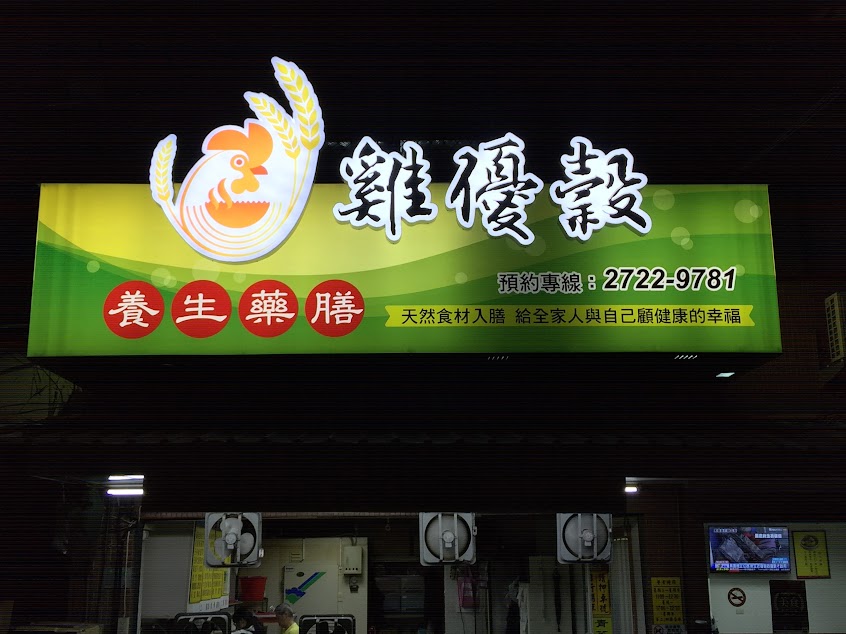 雞優穀
預約專線：2722-9781
養生藥膳
天然食材入膳 給全家人與自己顧健康的幸福